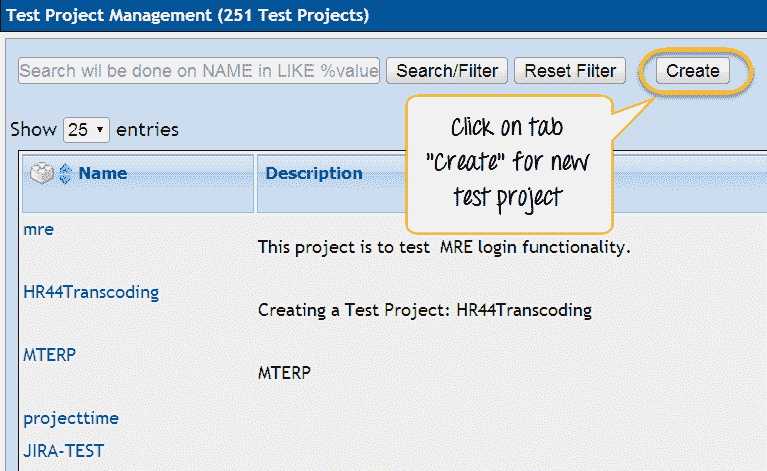 Test Project Management (251 Test Projects)
Search wil be done on NAME in LIKE %value
Search/Filter
Reset Filter
Create
Click on tab
"Create" for new
test project
Show 25 entries
Name
Description
mre
This project is to test MRE login functionality.
HR44Transcoding
Creating a Test Project: HR44Transcoding
MTERP
MTERP
projecttime
JIRA-TEST